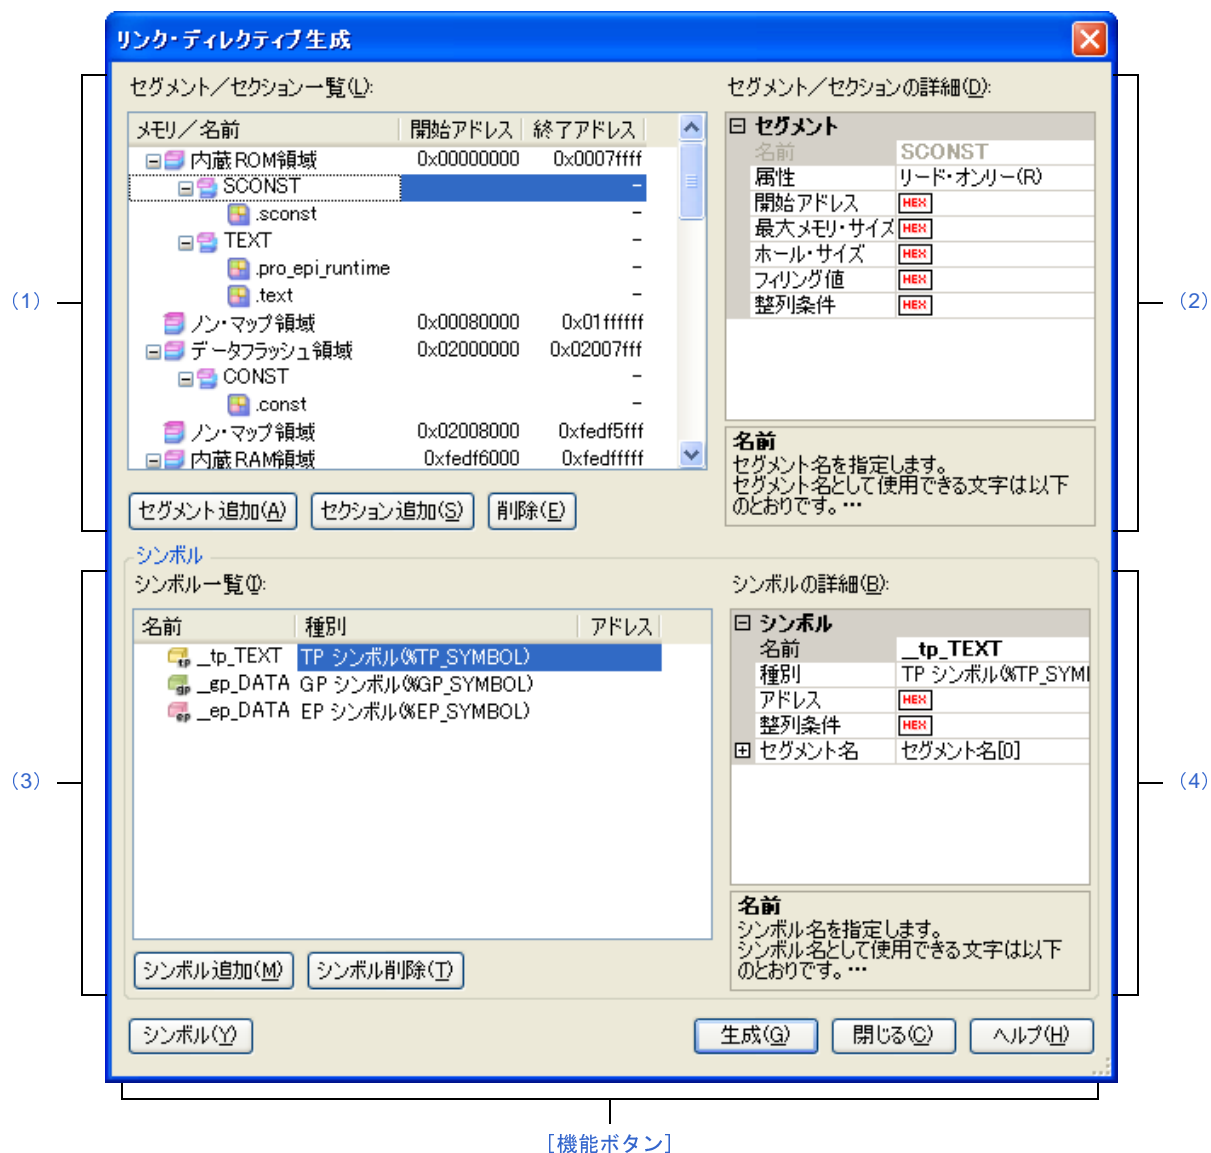 リンク・ディレクティブ生成
セグメント／セクション一覧(L):
メモリ／名前 開始アドレス 終了アドレス
内蔵ROM領域 0x00000000 0x0007ffff
SCONST -
.sconst -
TEXT -
.pro_epi_runtime -
.text -
ノン・マップ領域 0x00080000 0x01ffffff
データフラッシュ領域 0x02000000 0x02007fff
CONST -
.const -
ノン・マップ領域 0x02008000 0xfedf5fff
内蔵RAM領域 0xfedf6000 0xfedfffff
セグメント追加(A) セクション追加(S) 削除(E)
(1)
セグメント／セクションの詳細(D):
セグメント
名前 SCONST
属性 リード・オンリー(R)
開始アドレス HEX
最大メモリ・サイズ HEX
ホール・サイズ HEX
フィリング値 HEX
整列条件 HEX
名前
セグメント名を指定します。
セグメント名として使用できる文字は以下
のとおりです。…
(2)
シンボル
シンボル一覧(I):
名前 種別 アドレス
__tp_TEXT TP シンボル(%TP_SYMBOL)
__gp_DATA GP シンボル(%GP_SYMBOL)
__ep_DATA EP シンボル(%EP_SYMBOL)
シンボル追加(M) シンボル削除(T)
(3)
シンボルの詳細(B):
シンボル
名前 __tp_TEXT
種別 TP シンボル(%TP_SYMI
アドレス HEX
整列条件 HEX
セグメント名 セグメント名[0]
名前
シンボル名を指定します。
シンボル名として使用できる文字は以下
のとおりです。…
(4)
シンボル(Y) 生成(G) 閉じる(C) ヘルプ(H)
[機能ボタン]